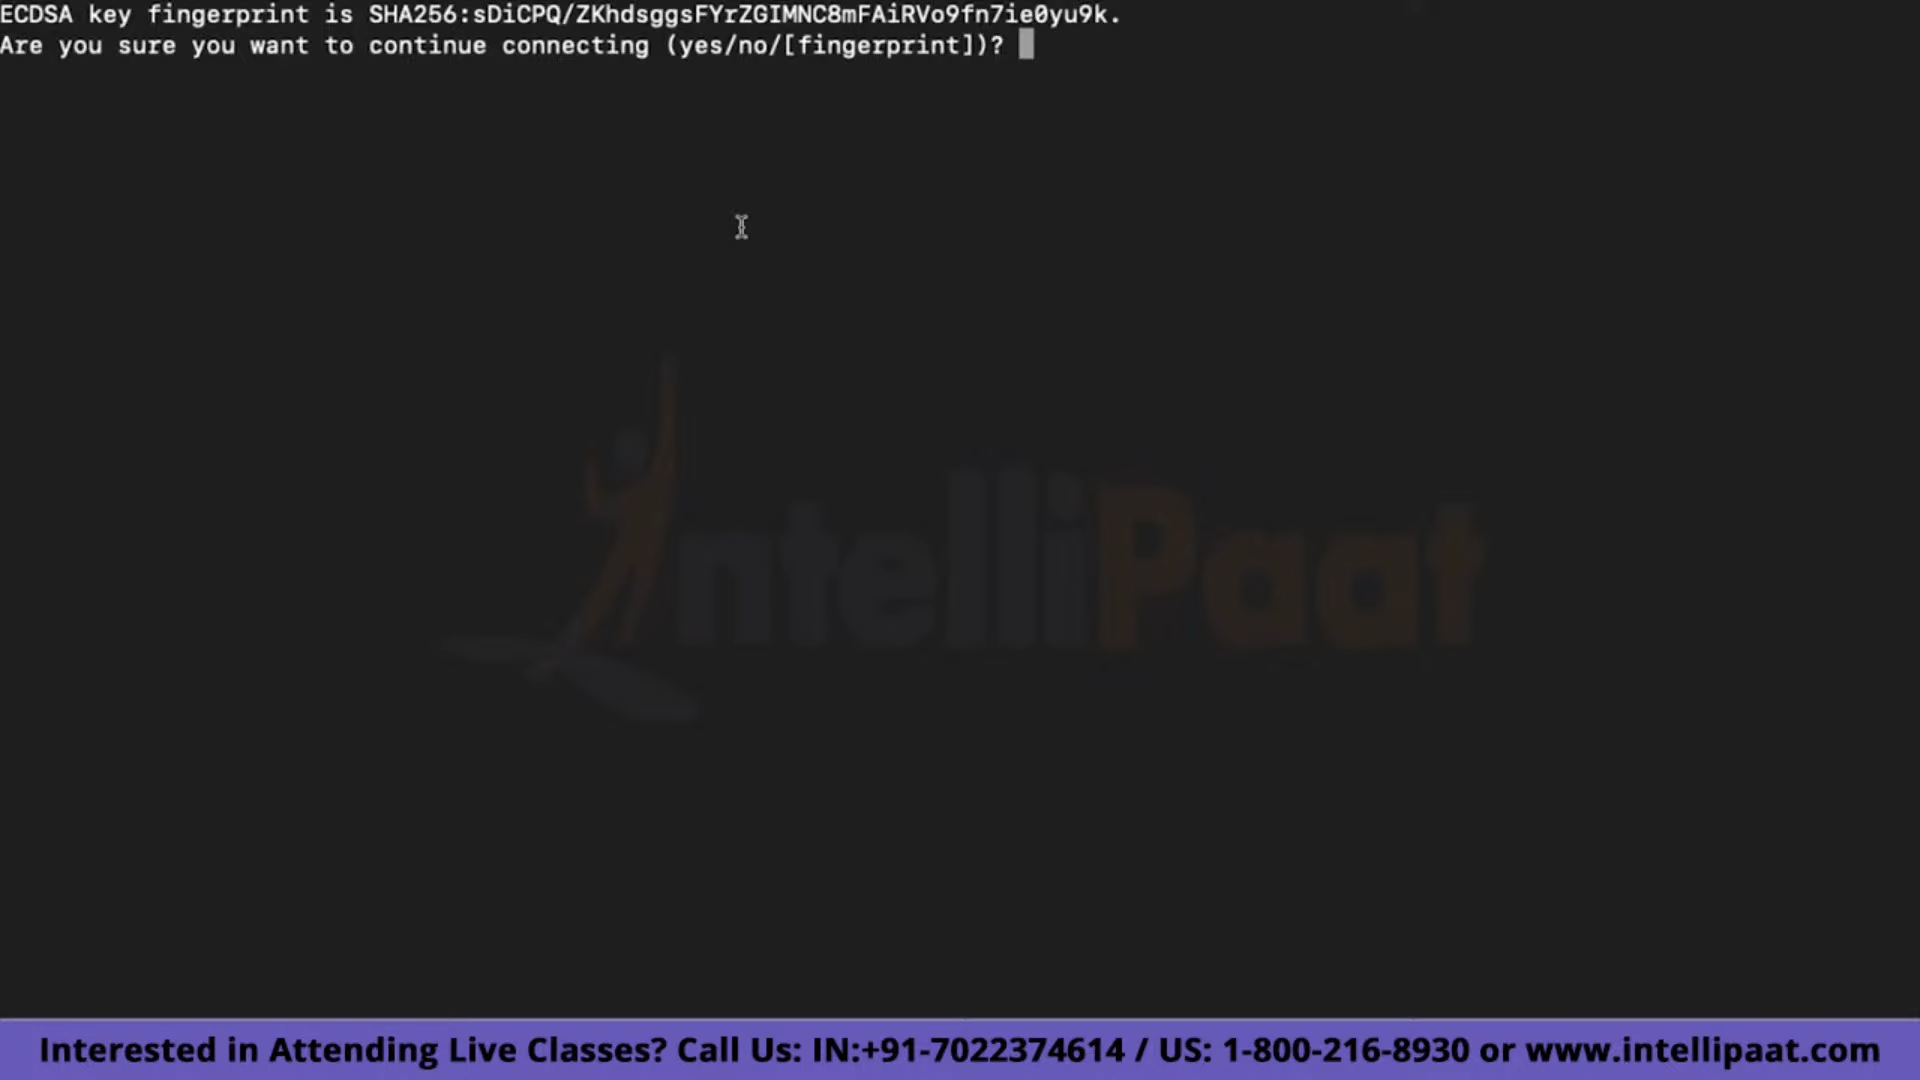 ECDSA key fingerprint is SHA256:sDiCPQ/ZKhdsggsFYrZGIMNC8mFAiRVo9fn7ie0yu9k.
Are you sure you want to continue connecting (yes/no/[fingerprint])?
IntelliPaat
Interested in Attending Live Classes? Call Us: IN:+91-7022374614 / US: 1-800-216-8930 or www.intellipaat.com